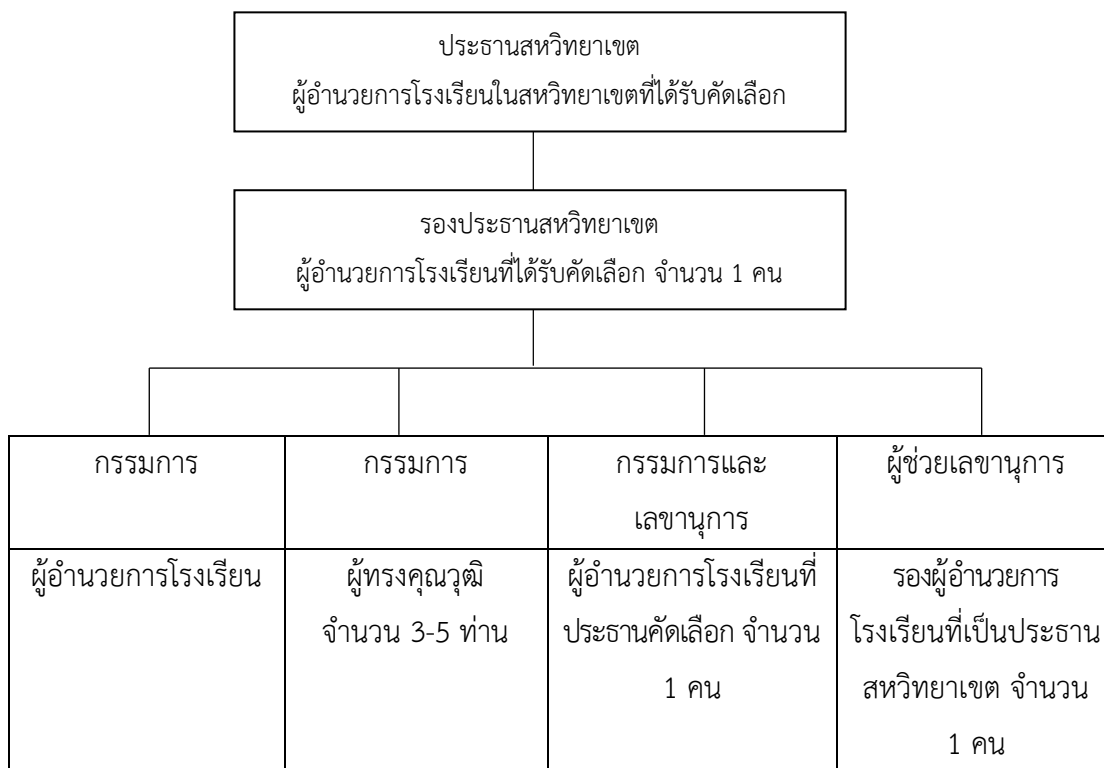 ประธานสหวิทยาเขต
ผู้อำนวยการโรงเรียนในสหวิทยาเขตที่ได้รับคัดเลือก
รองประธานสหวิทยาเขต
ผู้อำนวยการโรงเรียนที่ได้รับคัดเลือก จำนวน 1 คน
กรรมการ
กรรมการ
กรรมการและ
เลขานุการ
ผู้ช่วยเลขานุการ
ผู้อำนวยการโรงเรียน
ผู้ทรงคุณวุฒิ
จำนวน 3-5 ท่าน
ผู้อำนวยการโรงเรียนที่
ประธานคัดเลือก จำนวน
1 คน
รองผู้อำนวยการ
โรงเรียนที่เป็นประธาน
สหวิทยาเขต จำนวน
1 คน